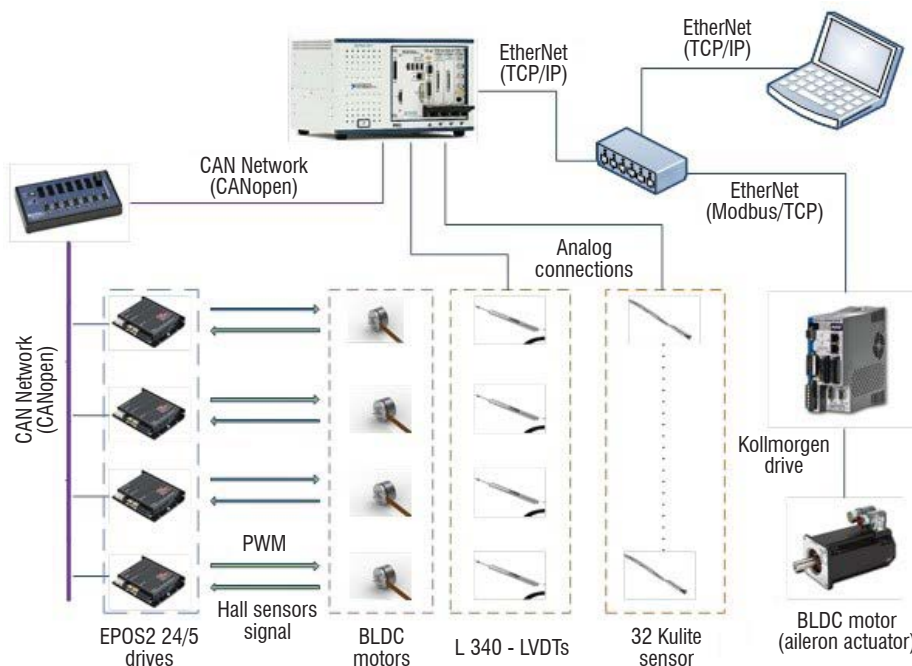 EtherNet
(TCP/IP)
EtherNet
(TCP/IP)
CAN Network
(CANopen)
EtherNet
(Modbus/TCP)
Analog
connections
CAN Network
(CANopen)
Kollmorgen
drive
PWM
Hall sensors
signal
EPOS2 24/5
drives
BLDC
motors
L 340 - LVDTs
32 Kulite
sensor
BLDC motor
(aileron actuator)